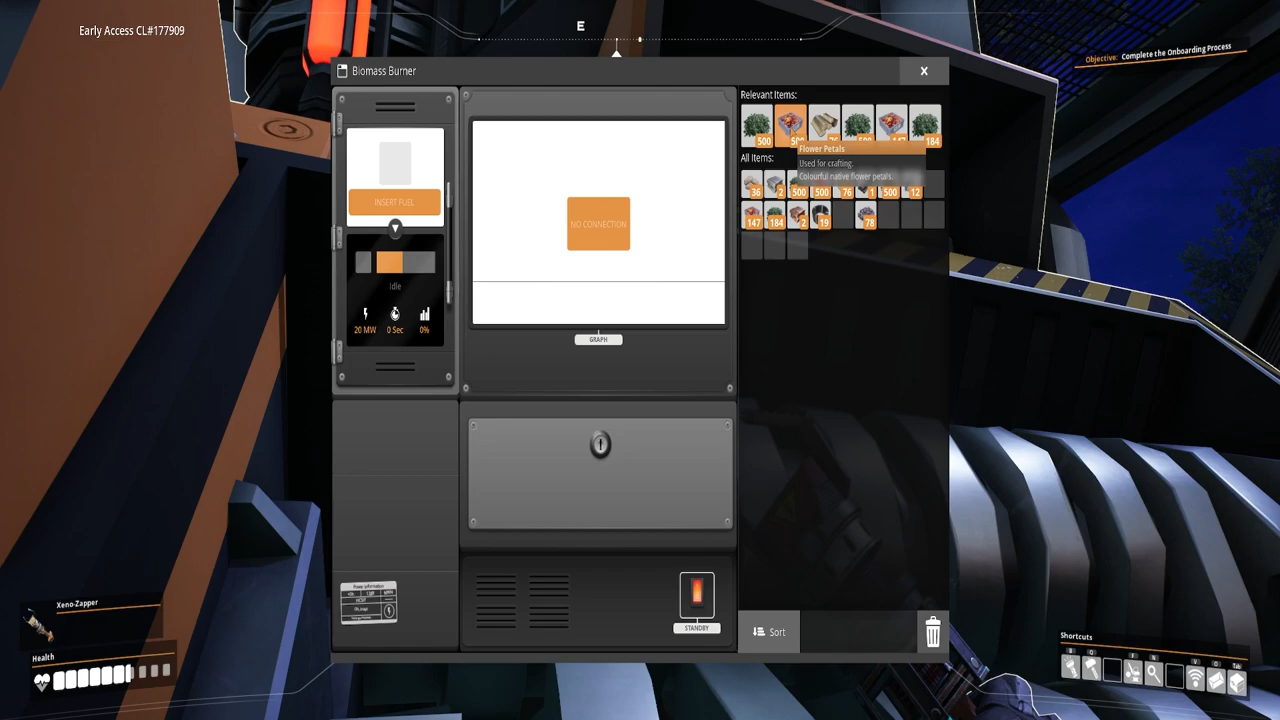 Early Access CL#177909
E
Objective: Complete the Onboarding Process
Biomass Burner
X
Relevant Items:
500
76
184
Flower Petals
Used for crafting.
Colourful native flower petals.
All Items:
36
2
500
500
76
1
500
12
147
184
2
19
78
INSERT FUEL
Idle
20 MW
0 Sec
0%
NO CONNECTION
GRAPH
Power Information
STANDBY
Sort
Xeno-Zapper
Health
Shortcuts